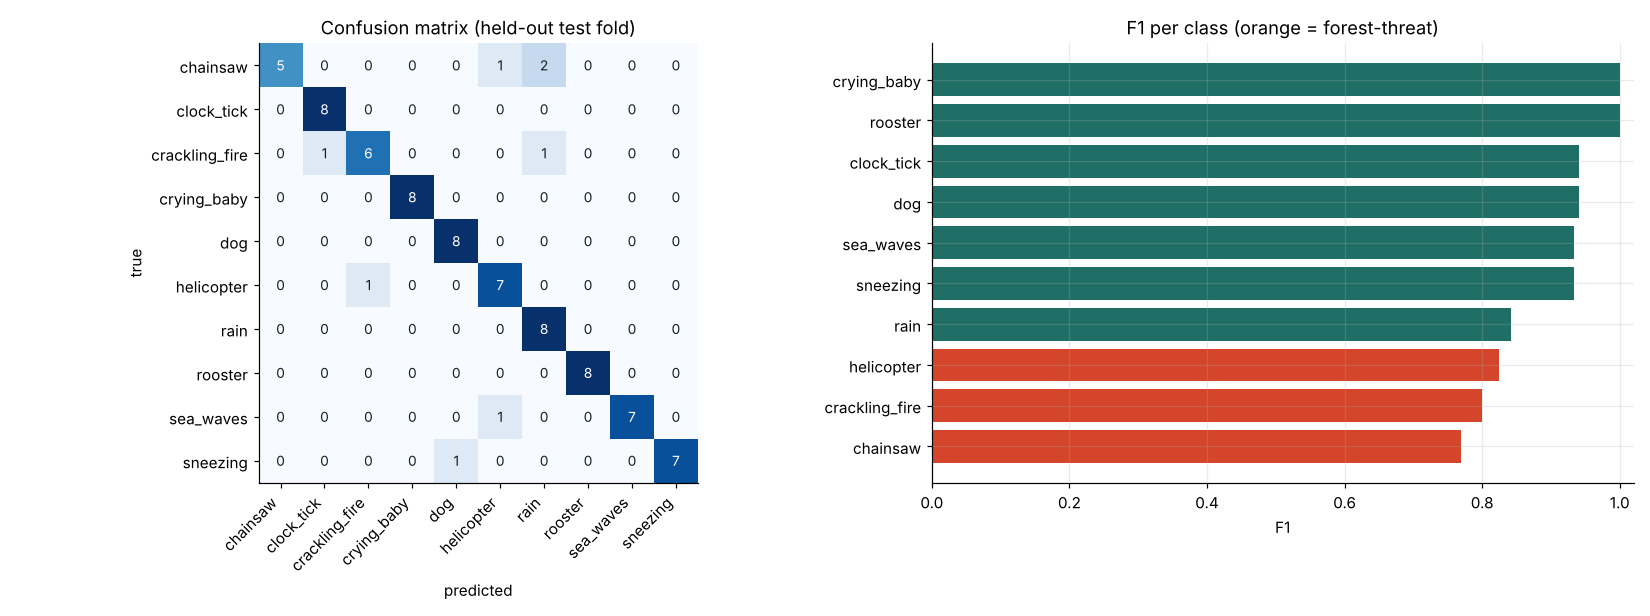 Confusion matrix (held-out test fold)
true
chainsaw 5 0 0 0 0 1 2 0 0 0
clock_tick 0 8 0 0 0 0 0 0 0 0
crackling_fire 0 1 6 0 0 0 1 0 0 0
crying_baby 0 0 0 8 0 0 0 0 0 0
dog 0 0 0 0 8 0 0 0 0 0
helicopter 0 0 1 0 0 7 0 0 0 0
rain 0 0 0 0 0 0 8 0 0 0
rooster 0 0 0 0 0 0 0 8 0 0
sea_waves 0 0 0 0 0 1 0 0 7 0
sneezing 0 0 0 0 1 0 0 0 0 7
chainsaw clock_tick crackling_fire crying_baby dog helicopter rain rooster sea_waves sneezing
predicted
F1 per class (orange = forest-threat)
crying_baby
rooster
clock_tick
dog
sea_waves
sneezing
rain
helicopter
crackling_fire
chainsaw
0.0 0.2 0.4 0.6 0.8 1.0
F1